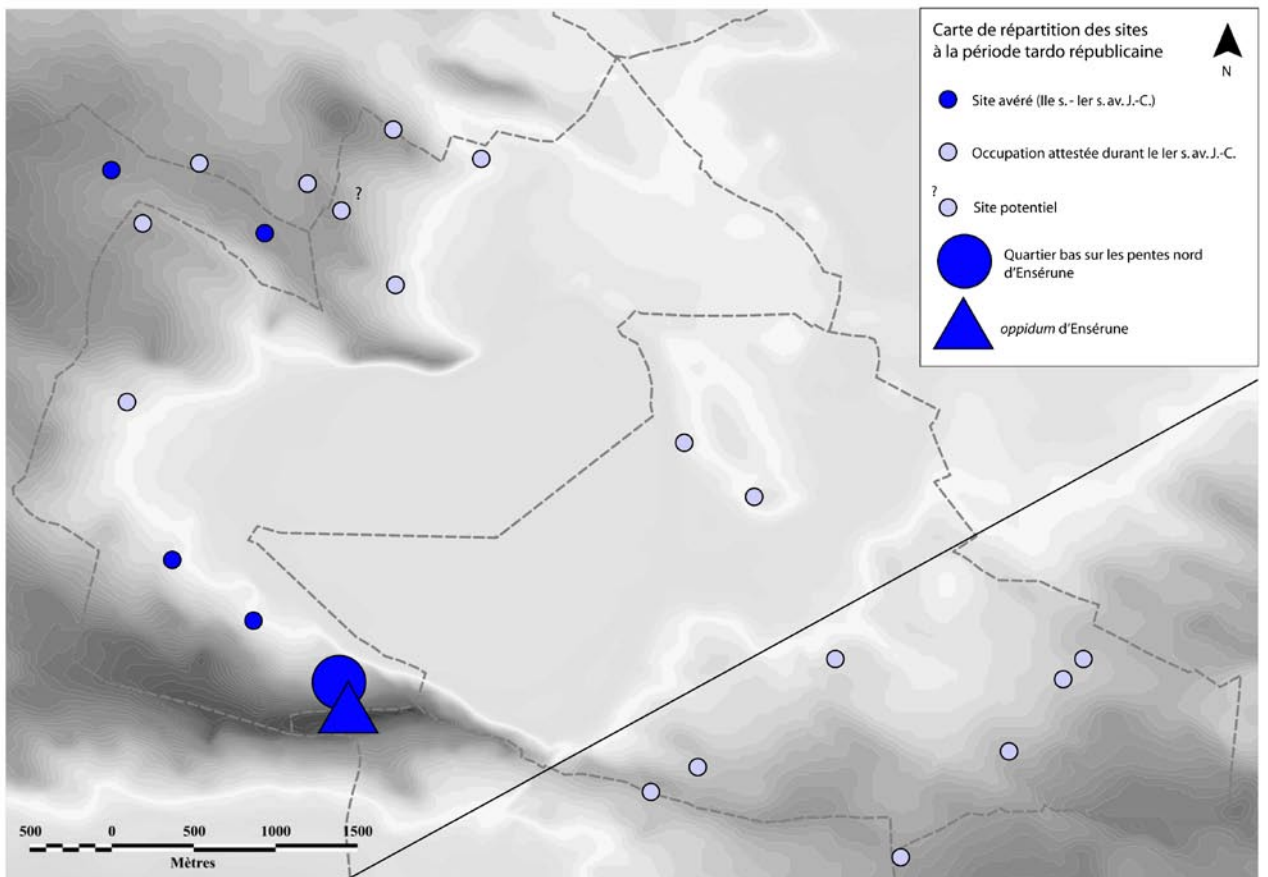 Carte de répartition des sites
à la période tardo républicaine
N
Site avéré (IIe s. - Ier s. av. J.-C.)
Occupation attestée durant le Ier s. av. J.-C.
?
Site potentiel
Quartier bas sur les pentes nord
d'Ensérune
oppidum d'Ensérune
?
500 0 500 1000 1500
Mètres